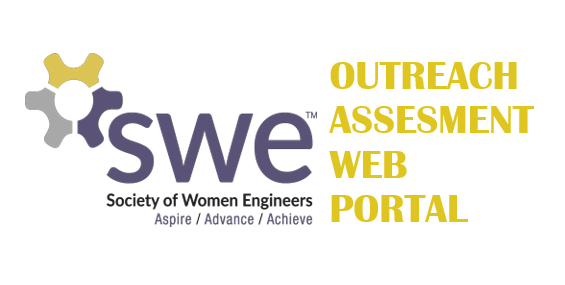 swe™
Society of Women Engineers
Aspire / Advance / Achieve
OUTREACH
ASSESMENT
WEB
PORTAL